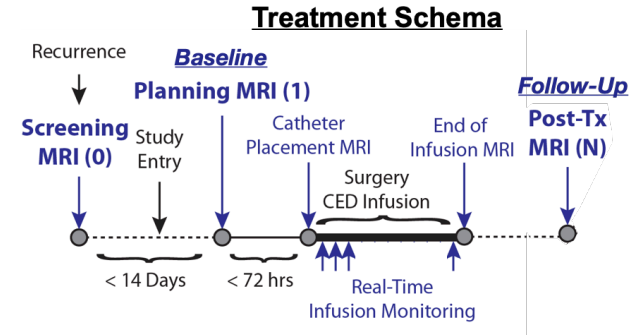 Treatment Schema
Recurrence
Baseline
Planning MRI (1)
Follow-Up
Screening
MRI (0)
Study
Entry
Catheter
Placement MRI
End of
Infusion MRI
Post-Tx
MRI (N)
Surgery
CED Infusion
< 14 Days
< 72 hrs
Real-Time
Infusion Monitoring